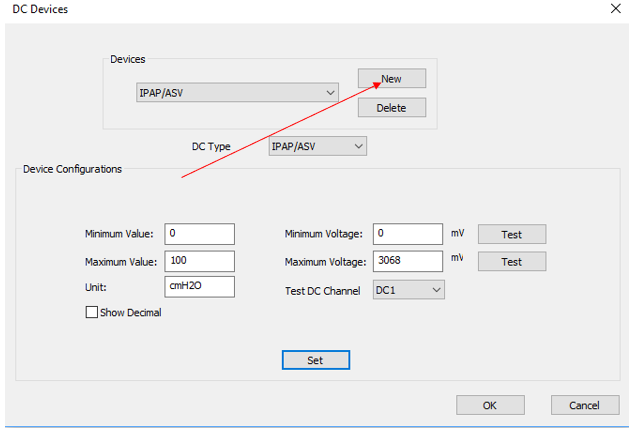 DC Devices
Devices
IPAP/ASV
New
Delete
DC Type
IPAP/ASV
Device Configurations
Minimum Value: 0
Minimum Voltage: 0 mV Test
Maximum Value: 100
Maximum Voltage: 3068 mV Test
Unit: cmH2O
Test DC Channel DC1
Show Decimal
Set
OK
Cancel